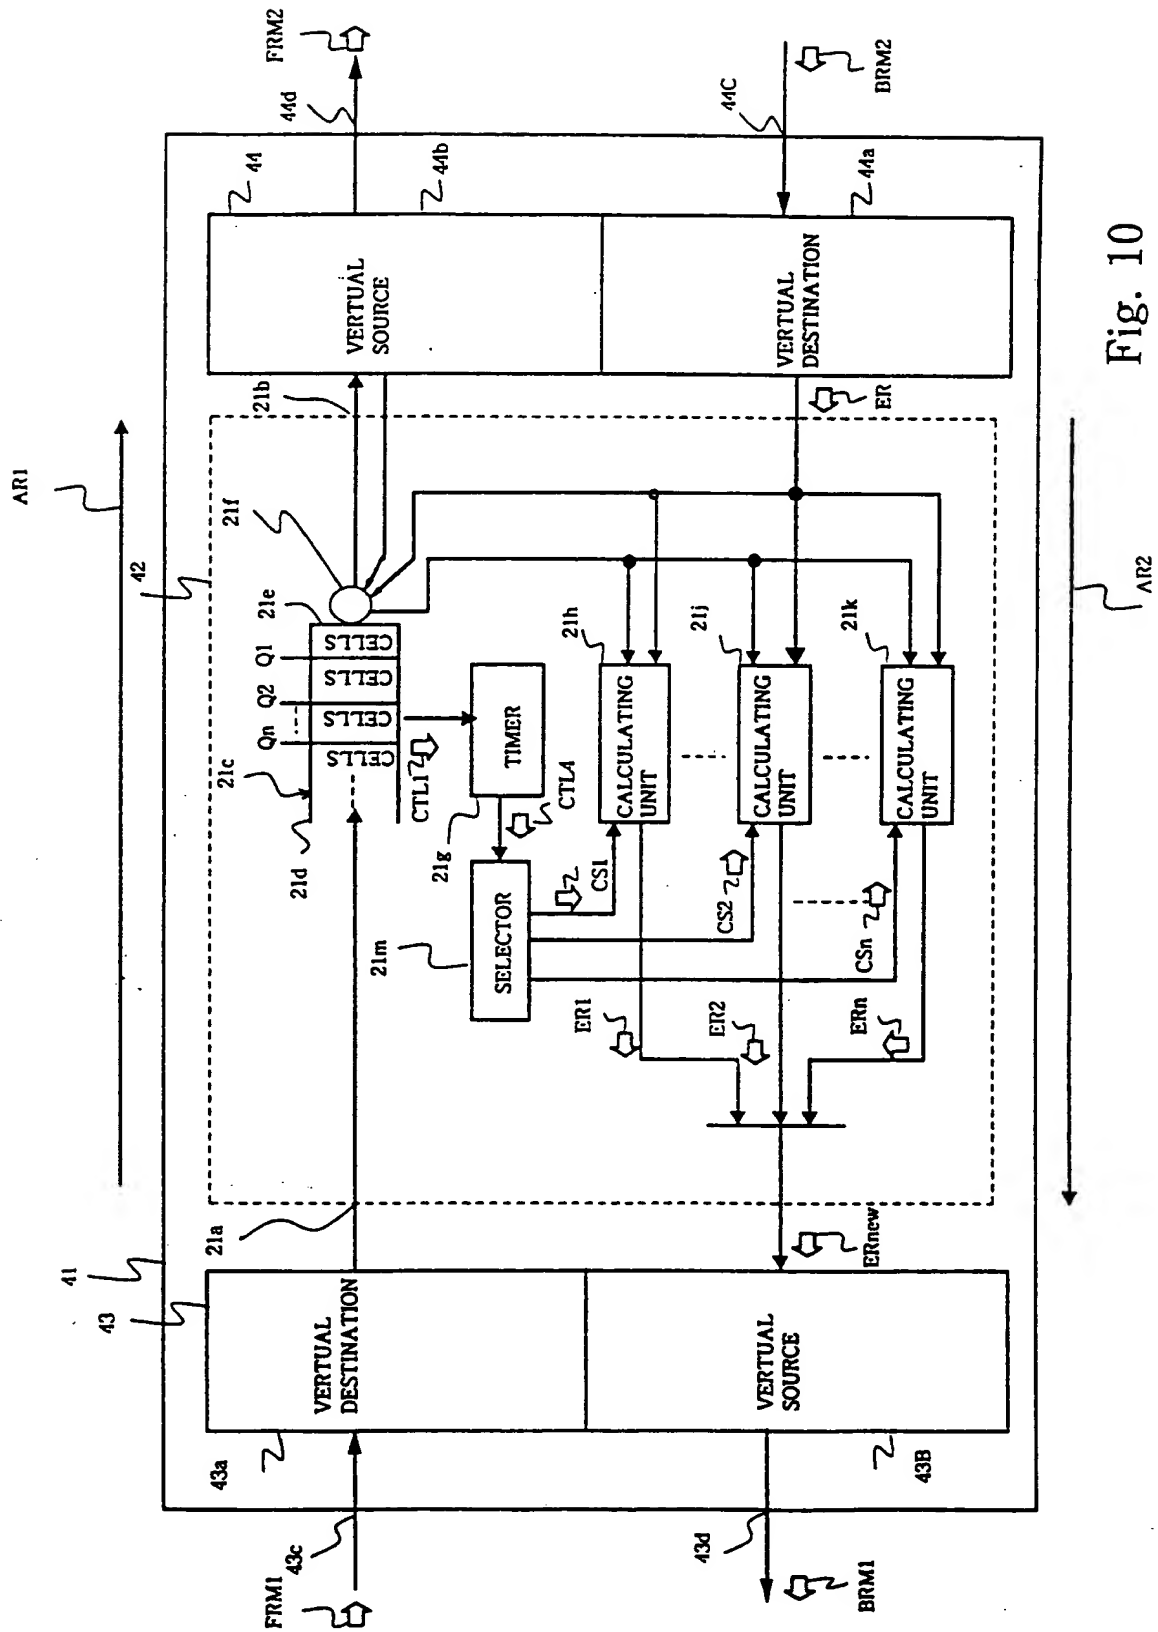 AR1
FRM1
43c
43
41
43a
VERTUAL
DESTINATION
21a
42
21d
21c
Qn
Q2
Q1
21e
21f
21b
CELLS
CELLS
CELLS
CELLS
CTL1
44
VERTUAL
SOURCE
44b
44d
FRM2
21m
SELECTOR
21g
TIMER
CTL4
CS1
21h
CALCULATING
UNIT
ER1
CS2
21j
CALCULATING
UNIT
ER2
CSn
21k
CALCULATING
UNIT
ERn
ER
VERTUAL
DESTINATION
44a
44C
BRM2
ERnew
VERTUAL
SOURCE
43B
43d
BRM1
AR2
Fig. 10